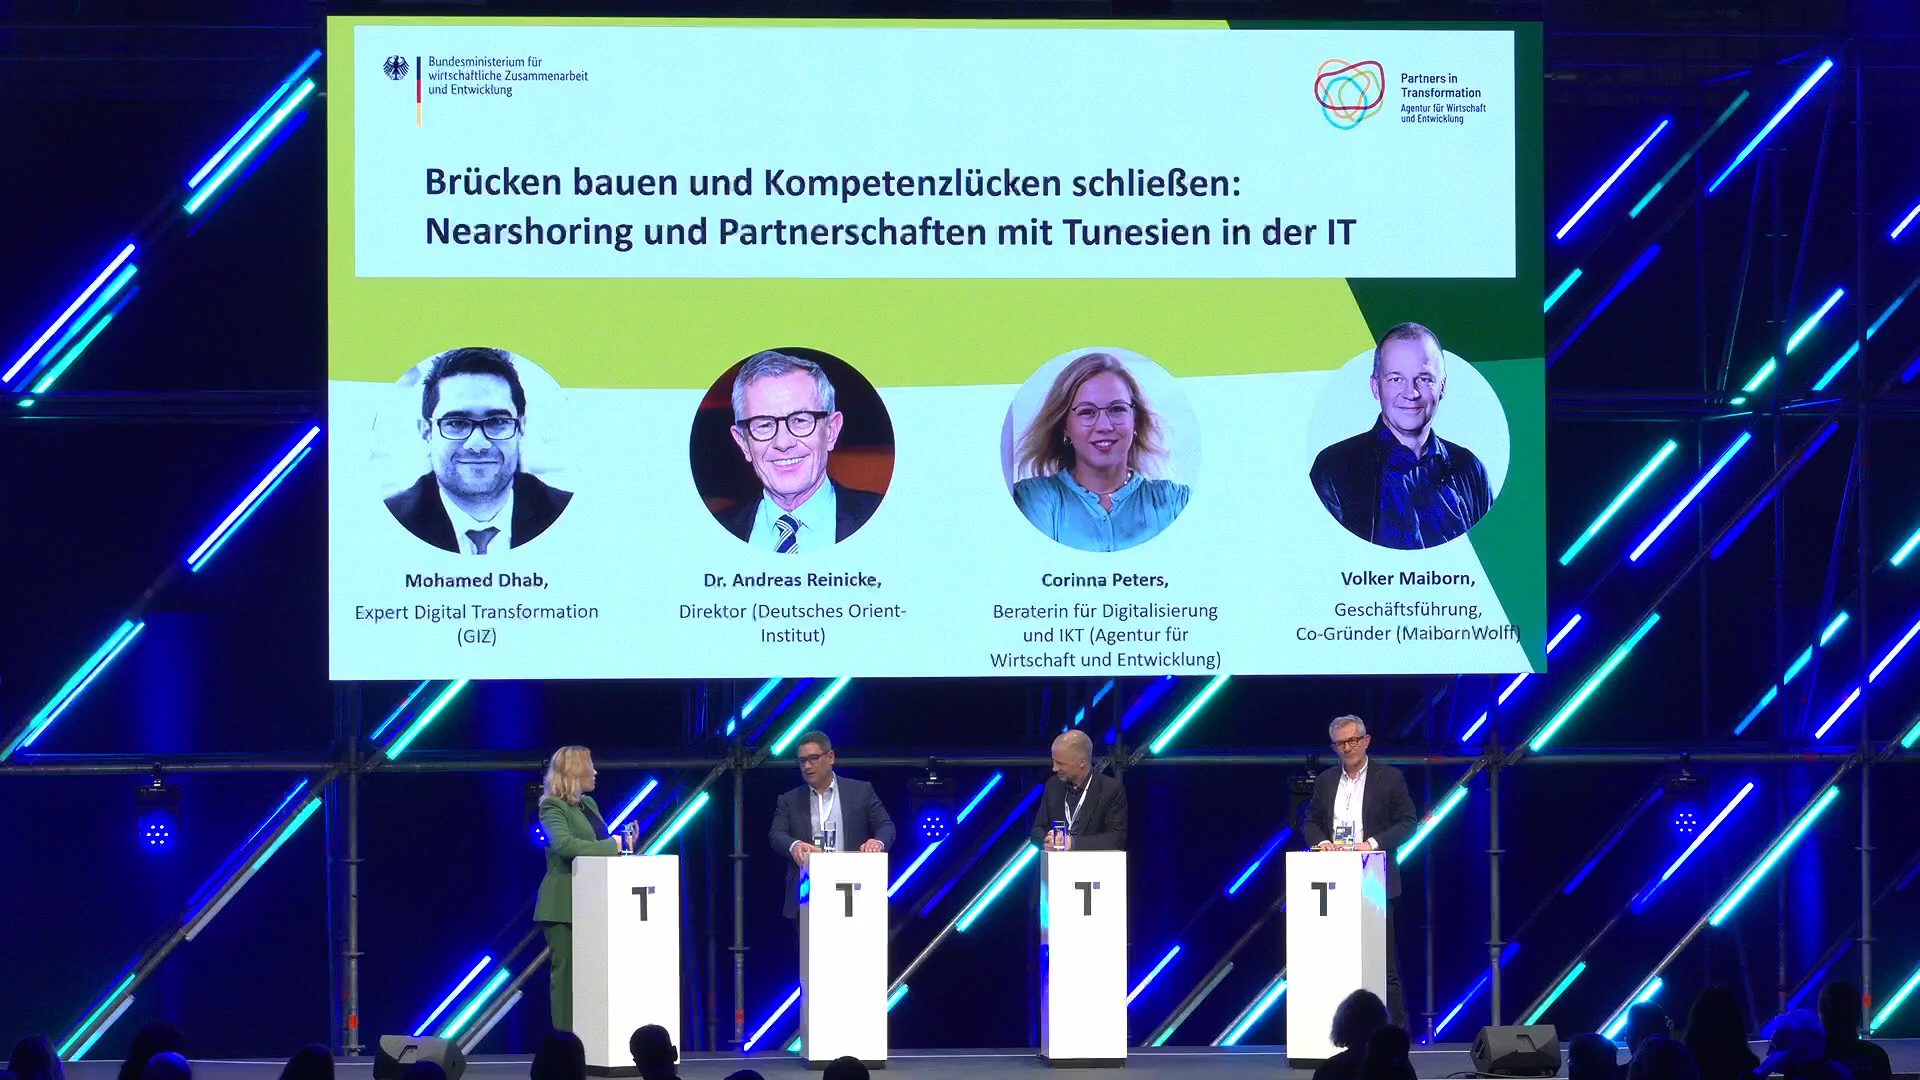 Bundesministerium für
wirtschaftliche Zusammenarbeit
und Entwicklung
Partners in
Transformation
Agentur für Wirtschaft
und Entwicklung
Brücken bauen und Kompetenzlücken schließen:
Nearshoring und Partnerschaften mit Tunesien in der IT
Mohamed Dhab,
Expert Digital Transformation
(GIZ)
Dr. Andreas Reinicke,
Direktor (Deutsches Orient-
Institut)
Corinna Peters,
Beraterin für Digitalisierung
und IKT (Agentur für
Wirtschaft und Entwicklung)
Volker Maiborn,
Geschäftsführung,
Co-Gründer (MaibornWolff)
T
T
T
T